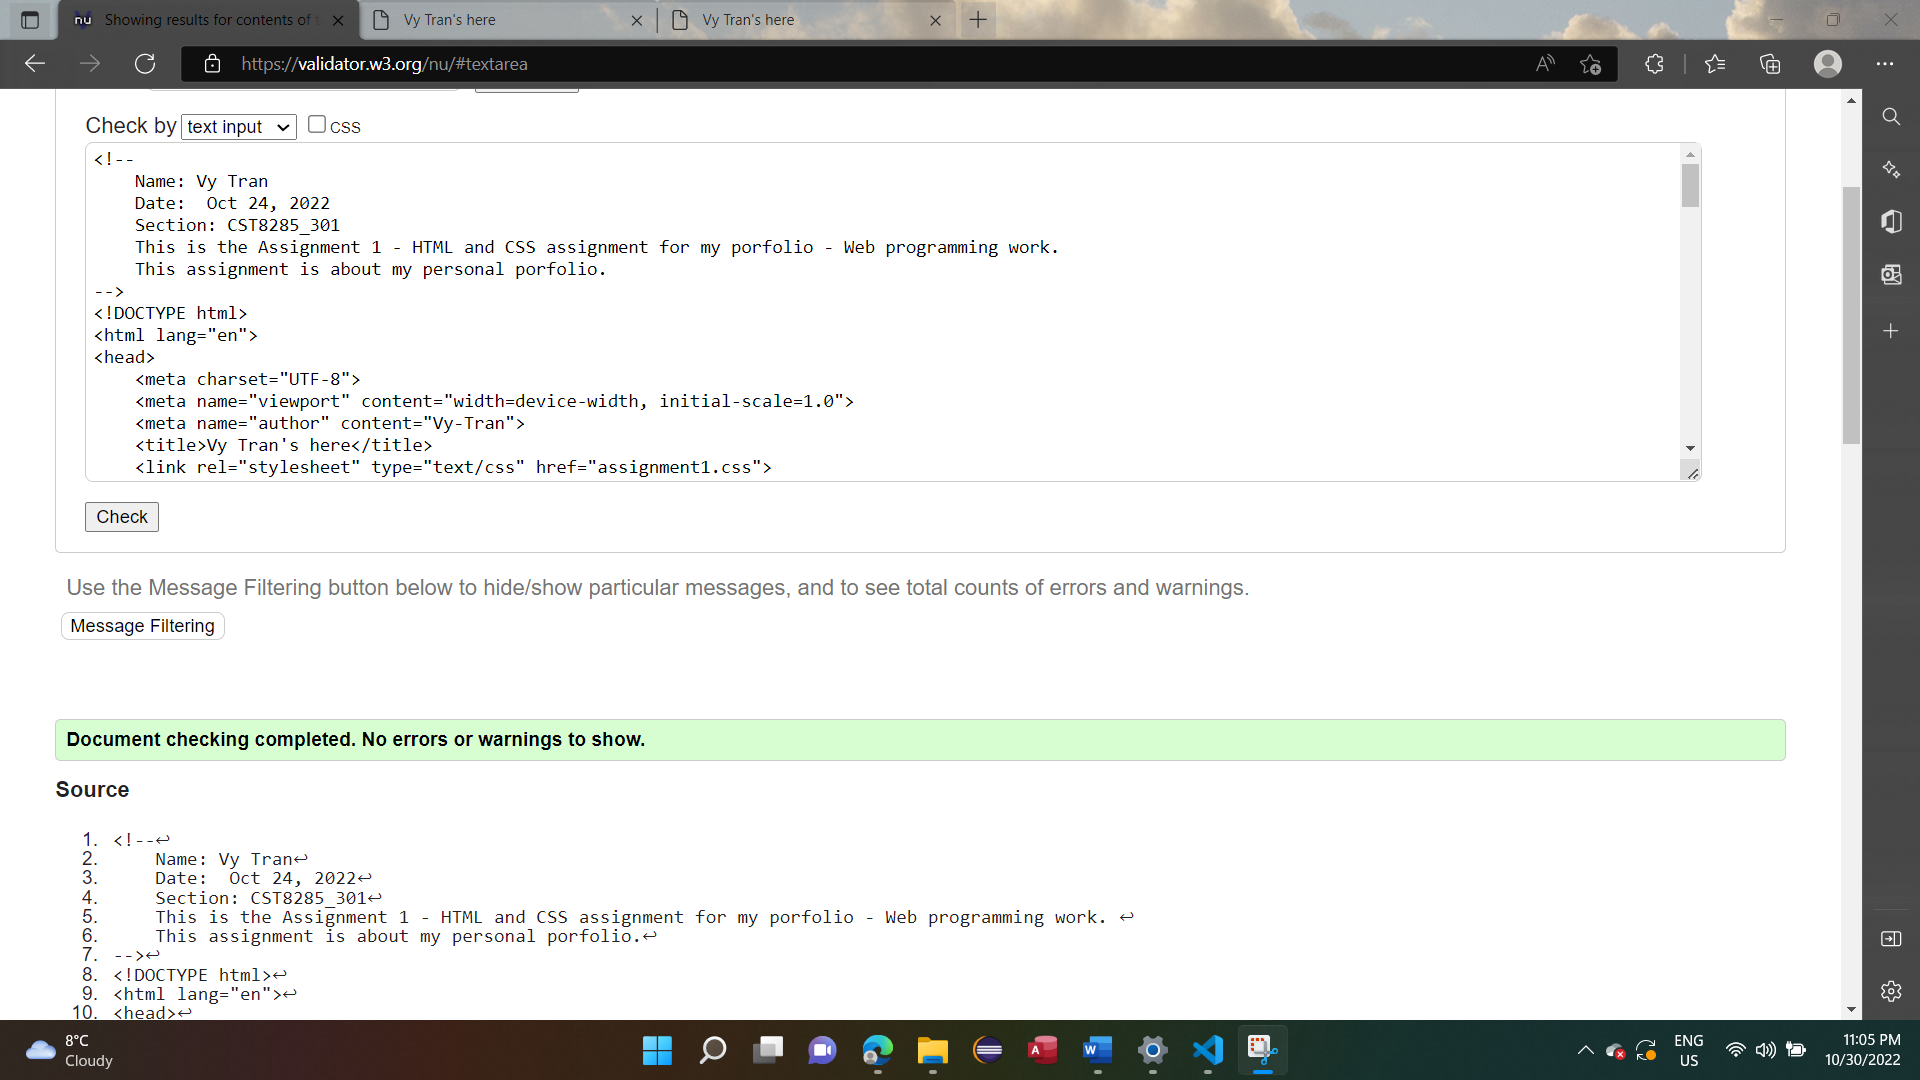 Showing results for contents of t
Vy Tran's here
Vy Tran's here
https://validator.w3.org/nu/#textarea
Check by text input CSS
<!--
    Name: Vy Tran
    Date:  Oct 24, 2022
    Section: CST8285_301
    This is the Assignment 1 - HTML and CSS assignment for my porfolio - Web programming work.
    This assignment is about my personal porfolio.
-->
<!DOCTYPE html>
<html lang="en">
<head>
    <meta charset="UTF-8">
    <meta name="viewport" content="width=device-width, initial-scale=1.0">
    <meta name="author" content="Vy-Tran">
    <title>Vy Tran's here</title>
    <link rel="stylesheet" type="text/css" href="assignment1.css">
Check
Use the Message Filtering button below to hide/show particular messages, and to see total counts of errors and warnings.
Message Filtering
Document checking completed. No errors or warnings to show.
Source
1. <!--↩
2.     Name: Vy Tran↩
3.     Date:  Oct 24, 2022↩
4.     Section: CST8285_301↩
5.     This is the Assignment 1 - HTML and CSS assignment for my porfolio - Web programming work. ↩
6.     This assignment is about my personal porfolio.↩
7. -->↩
8. <!DOCTYPE html>↩
9. <html lang="en">↩
10. <head>↩
8°C
Cloudy
ENG
US
11:05 PM
10/30/2022